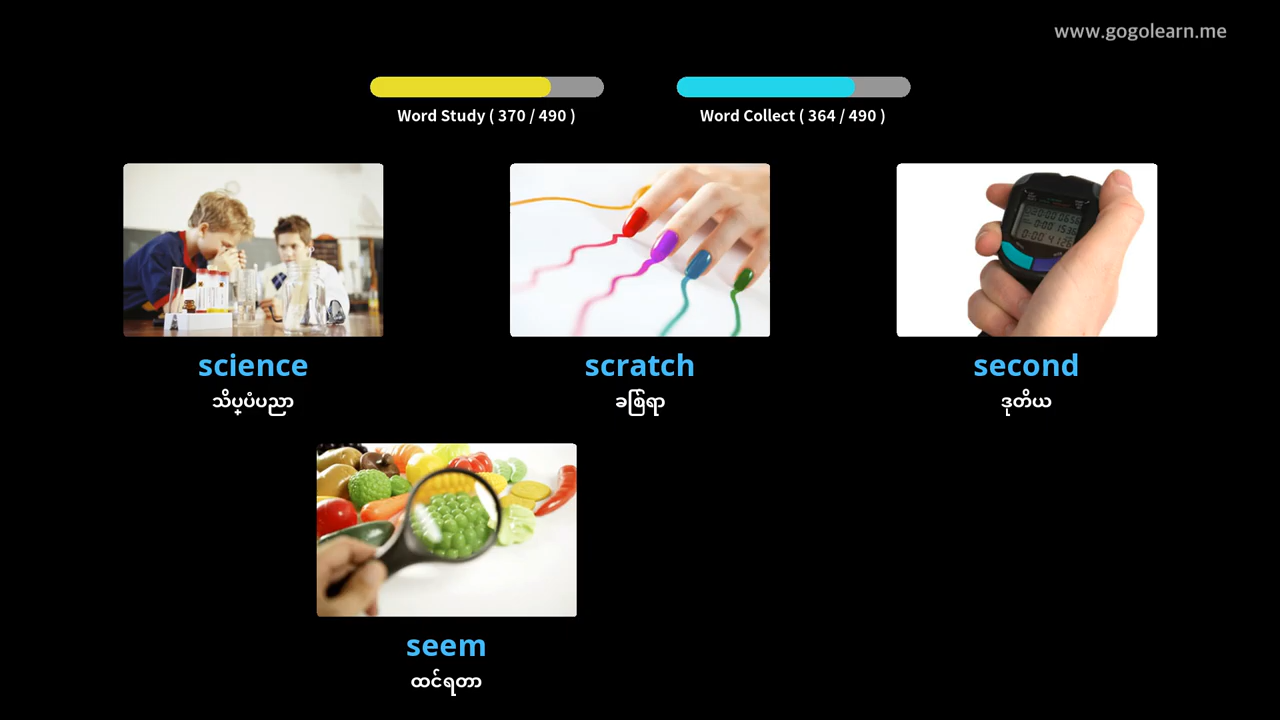 www.gogolearn.me
Word Study ( 370 / 490 )
Word Collect ( 364 / 490 )
science
သိပ္ပံပညာ
scratch
ခြစ်ရာ
second
ဒုတိယ
seem
ထင်ရတာ